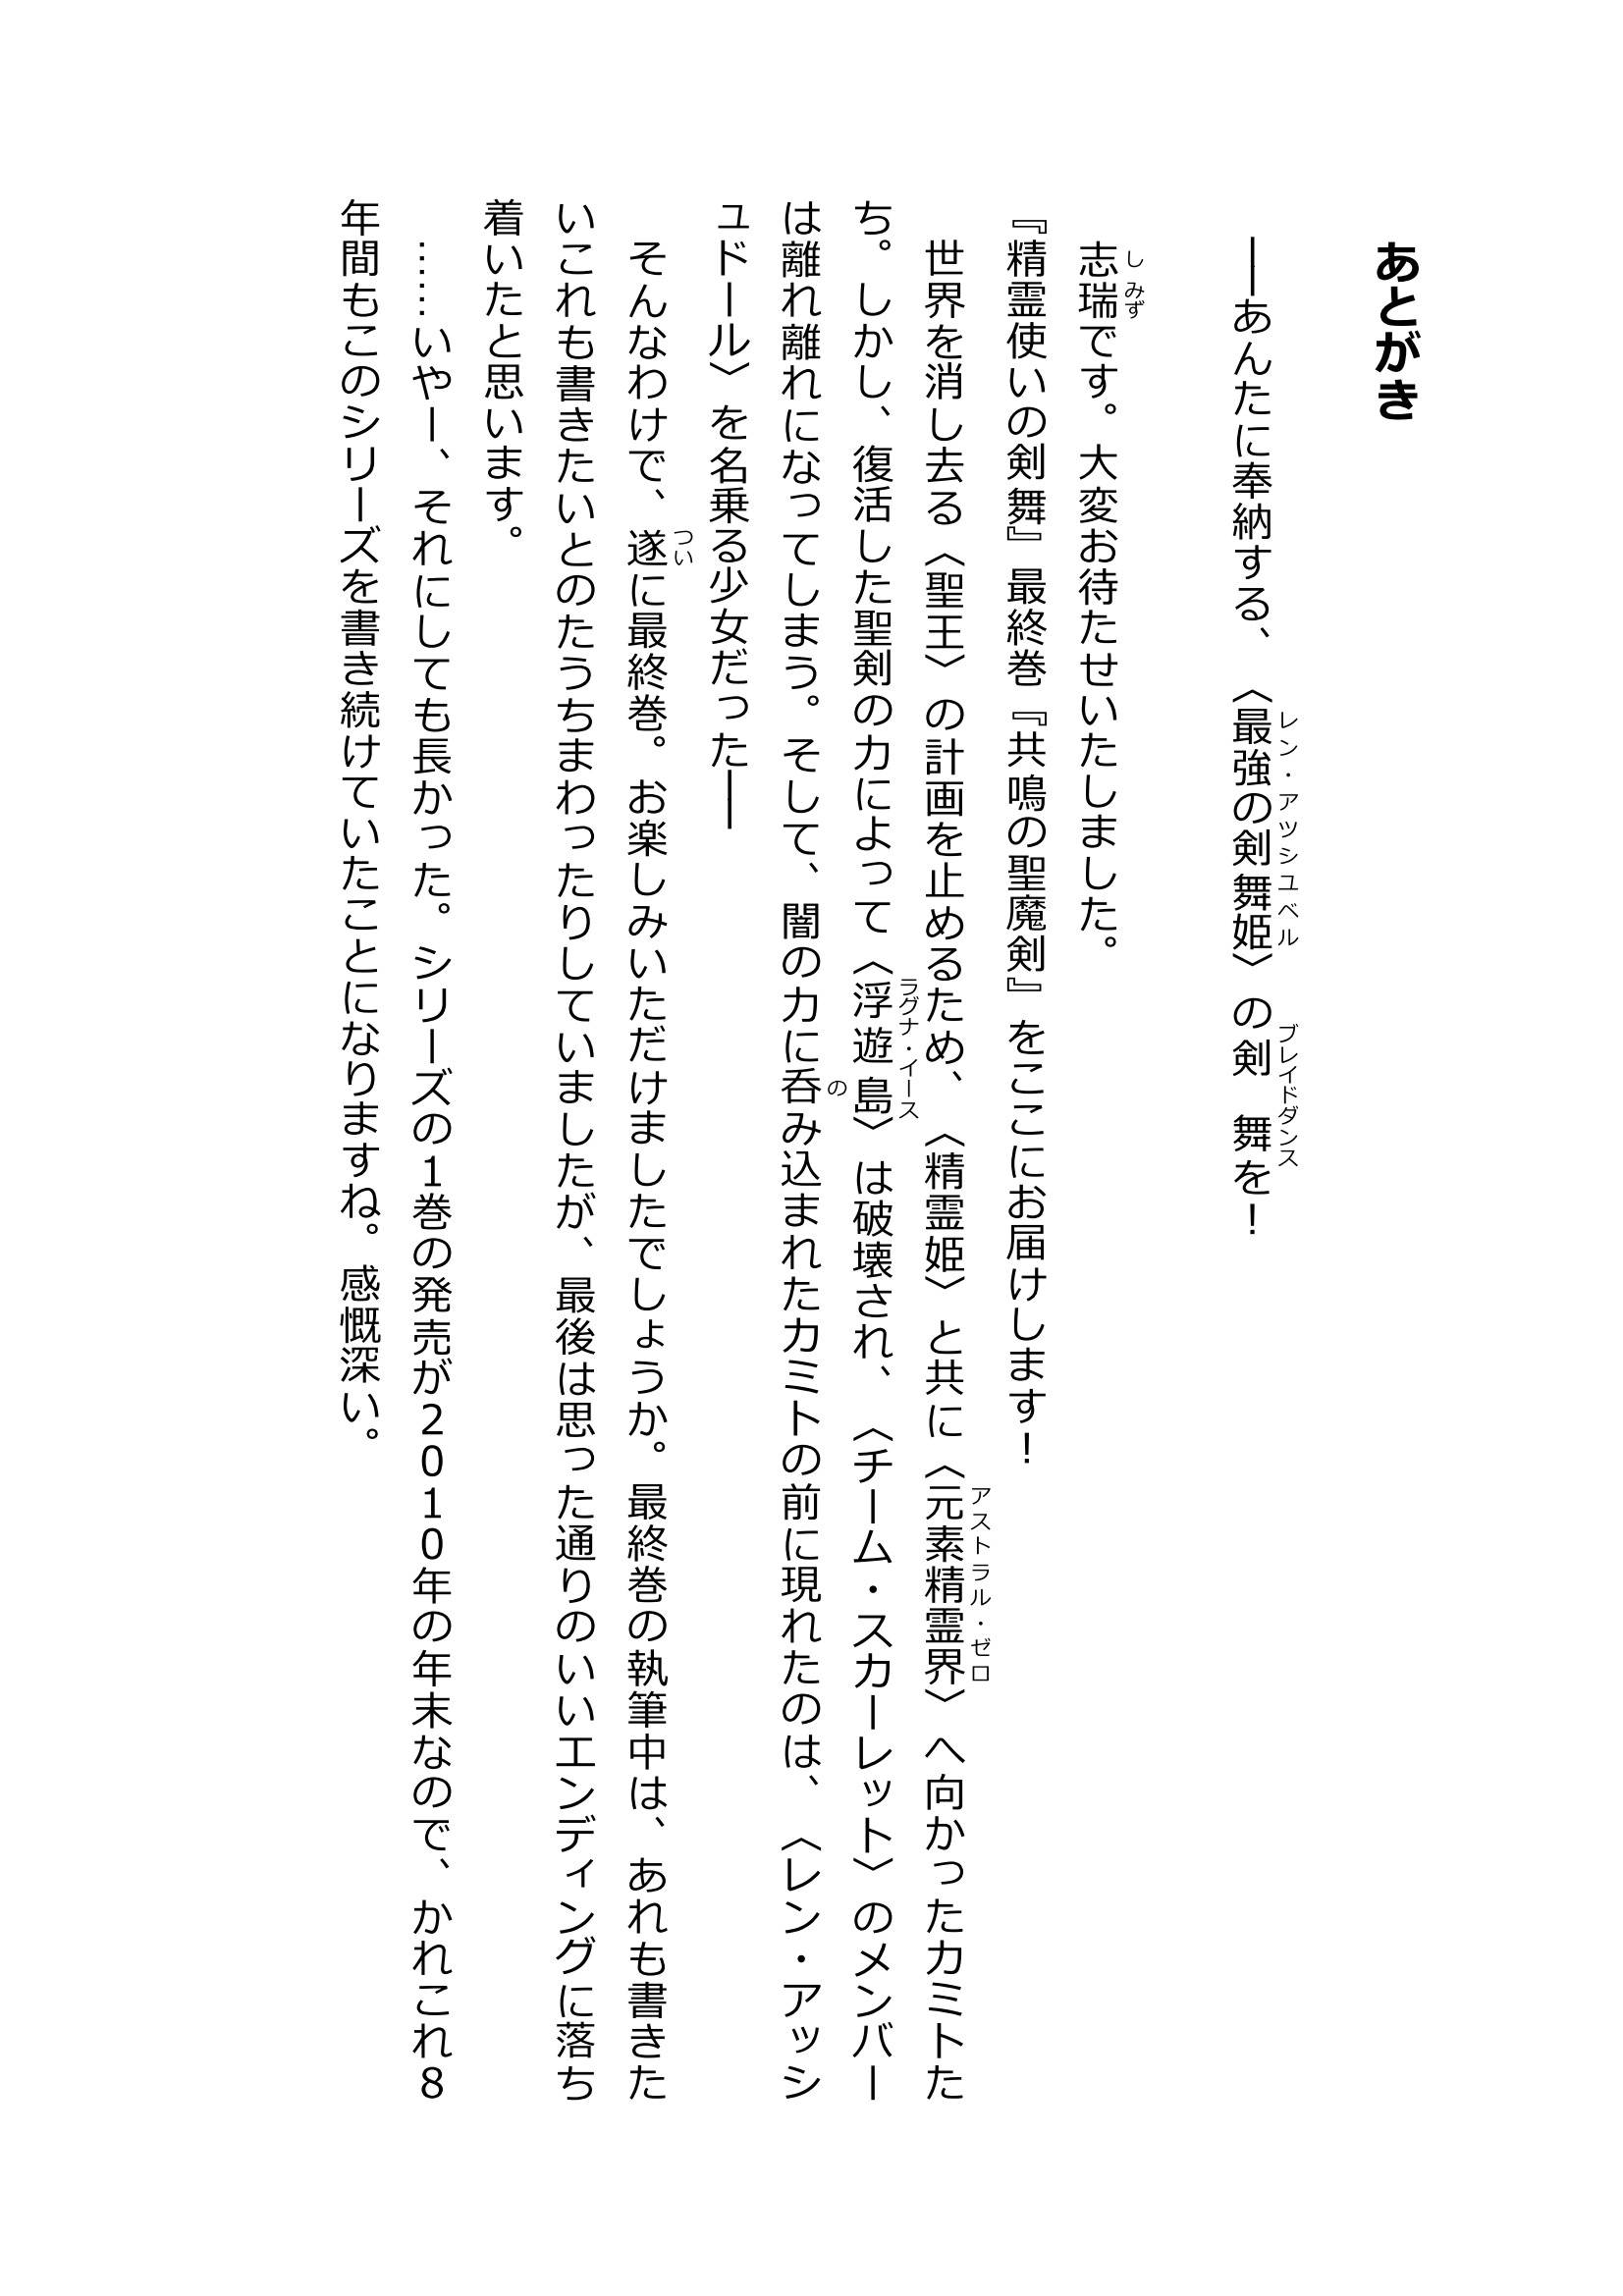 あとがき
――あんたに奉納する、〈最強の剣舞姫〉の剣　舞を！
レン・アッシュベル
ブレイドダンス
志瑞です。大変お待たせいたしました。
しみず
『精霊使いの剣舞』最終巻『共鳴の聖魔剣』をここにお届けします！
世界を消し去る〈聖王〉の計画を止めるため、〈精霊姫〉と共に〈元素精霊界〉へ向かったカミトた
アストラル・ゼロ
ち。しかし、復活した聖剣の力によって〈浮遊島〉は破壊され、〈チーム・スカーレット〉のメンバー
ラグナ・イース
は離れ離れになってしまう。そして、闇の力に呑み込まれたカミトの前に現れたのは、〈レン・アッシ
の
ュドール〉を名乗る少女だった――
そんなわけで、遂に最終巻。お楽しみいただけましたでしょうか。最終巻の執筆中は、あれも書きた
つい
いこれも書きたいとのたうちまわったりしていましたが、最後は思った通りのいいエンディングに落ち
着いたと思います。
……いやー、それにしても長かった。シリーズの１巻の発売が２０１０年の年末なので、かれこれ８
年間もこのシリーズを書き続けていたことになりますね。感慨深い。